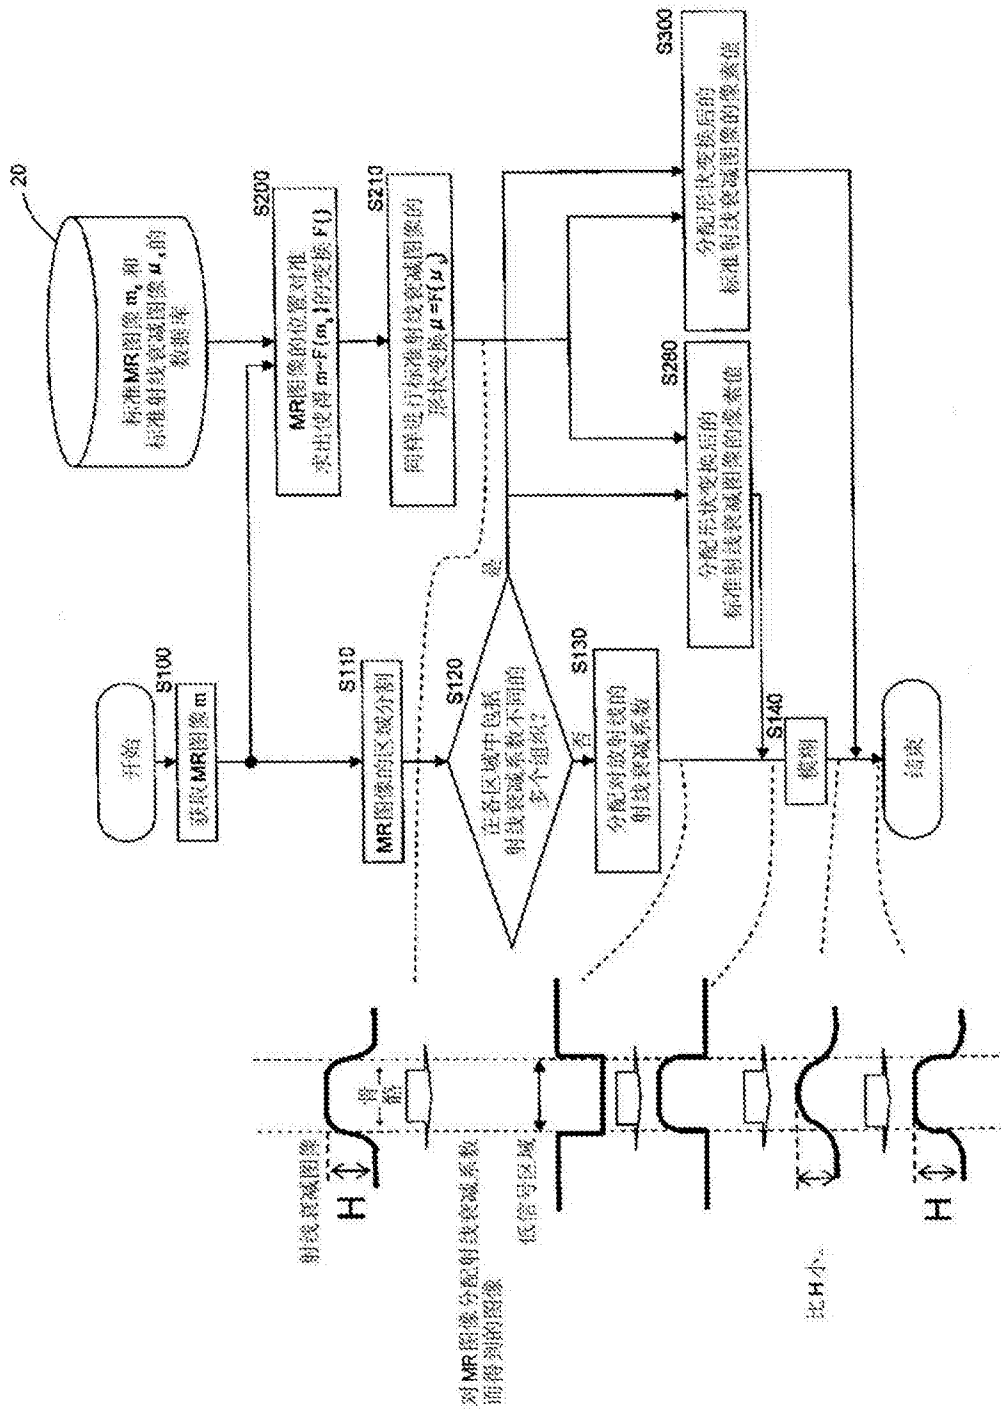 开始
S100
获取MR图像m
20
标准MR图像 mₛ 和
标准射线衰减图像 μₛ的
数据库
S200
MR图像的位置对准
求出使得 m=F{mₛ}的变换 F{}
S210
同样进行标准射线衰减图像的
形状变换 μ=F{μₛ}
S110
MR图像的区域分割
S120
在各区域中包括
射线衰减系数不同的
多个组织?
是
否
S130
分配对放射线的
射线衰减系数
S280
分配形状变换后的
标准射线衰减图像的像素值
S300
分配形状变换后的
标准射线衰减图像的像素值
S140
模糊
结束
射线衰减图像
H
骨骼
对MR图像分配射线衰减系数
而得到的图像
低信号区域
比H小。
H